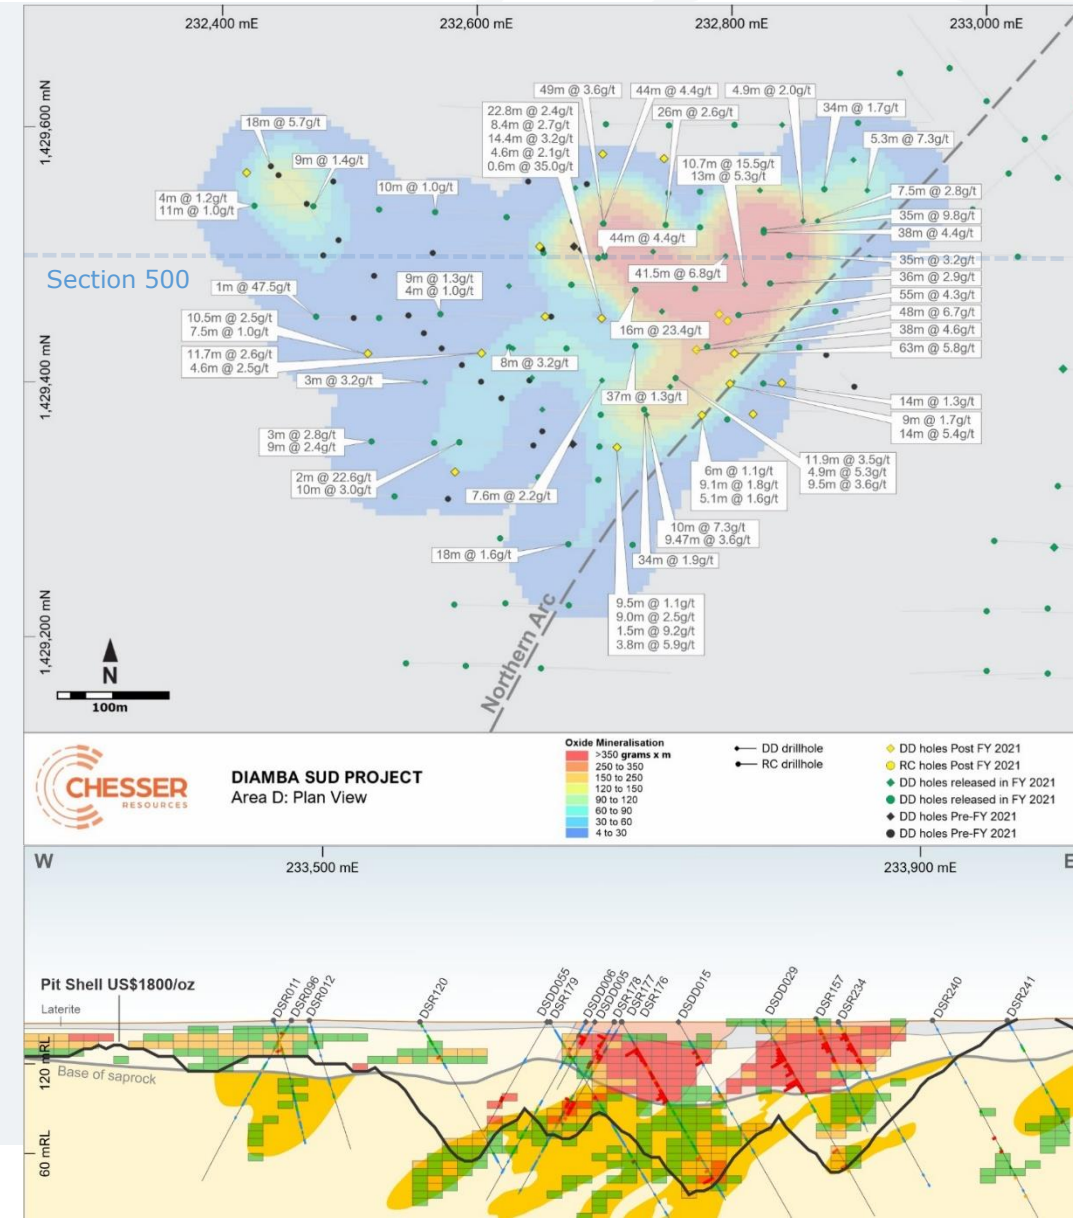 232,400 mE
232,600 mE
232,800 mE
233,000 mE
1,429,600 mN
1,429,400 mN
1,429,200 mN
49m @ 3.6g/t
44m @ 4.4g/t
4.9m @ 2.0g/t
34m @ 1.7g/t
22.8m @ 2.4g/t
8.4m @ 2.7g/t
14.4m @ 3.2g/t
4.6m @ 2.1g/t
0.6m @ 35.0g/t
26m @ 2.6g/t
18m @ 5.7g/t
5.3m @ 7.3g/t
9m @ 1.4g/t
10.7m @ 15.5g/t
13m @ 5.3g/t
10m @ 1.0g/t
4m @ 1.2g/t
11m @ 1.0g/t
7.5m @ 2.8g/t
35m @ 9.8g/t
38m @ 4.4g/t
44m @ 4.4g/t
Section 500
35m @ 3.2g/t
41.5m @ 6.8g/t
36m @ 2.9g/t
9m @ 1.3g/t
4m @ 1.0g/t
1m @ 47.5g/t
55m @ 4.3g/t
48m @ 6.7g/t
10.5m @ 2.5g/t
7.5m @ 1.0g/t
16m @ 23.4g/t
38m @ 4.6g/t
63m @ 5.8g/t
11.7m @ 2.6g/t
4.6m @ 2.5g/t
8m @ 3.2g/t
3m @ 3.2g/t
37m @ 1.3g/t
14m @ 1.3g/t
9m @ 1.7g/t
14m @ 5.4g/t
3m @ 2.8g/t
9m @ 2.4g/t
11.9m @ 3.5g/t
4.9m @ 5.3g/t
9.5m @ 3.6g/t
2m @ 22.6g/t
10m @ 3.0g/t
7.6m @ 2.2g/t
6m @ 1.1g/t
9.1m @ 1.8g/t
5.1m @ 1.6g/t
10m @ 7.3g/t
9.47m @ 3.6g/t
18m @ 1.6g/t
34m @ 1.9g/t
9.5m @ 1.1g/t
9.0m @ 2.5g/t
1.5m @ 9.2g/t
3.8m @ 5.9g/t
Northern Arc
N
100m
CHESSER
RESOURCES
DIAMBA SUD PROJECT
Area D: Plan View
Oxide Mineralisation
>350 grams x m
250 to 350
150 to 250
120 to 150
90 to 120
60 to 90
30 to 60
4 to 30
DD drillhole
RC drillhole
DD holes Post FY 2021
RC holes Post FY 2021
DD holes released in FY 2021
DD holes released in FY 2021
DD holes Pre-FY 2021
DD holes Pre-FY 2021
W
233,500 mE
233,900 mE
E
Pit Shell US$1800/oz
Laterite
Base of saprock
120 mRL
60 mRL
DSR011
DSR096
DSR012
DSR120
DSDD055
DSR179
DSDD006
DSDD005
DSR178
DSR177
DSR176
DSDD015
DSDD029
DSR157
DSR234
DSR240
DSR241